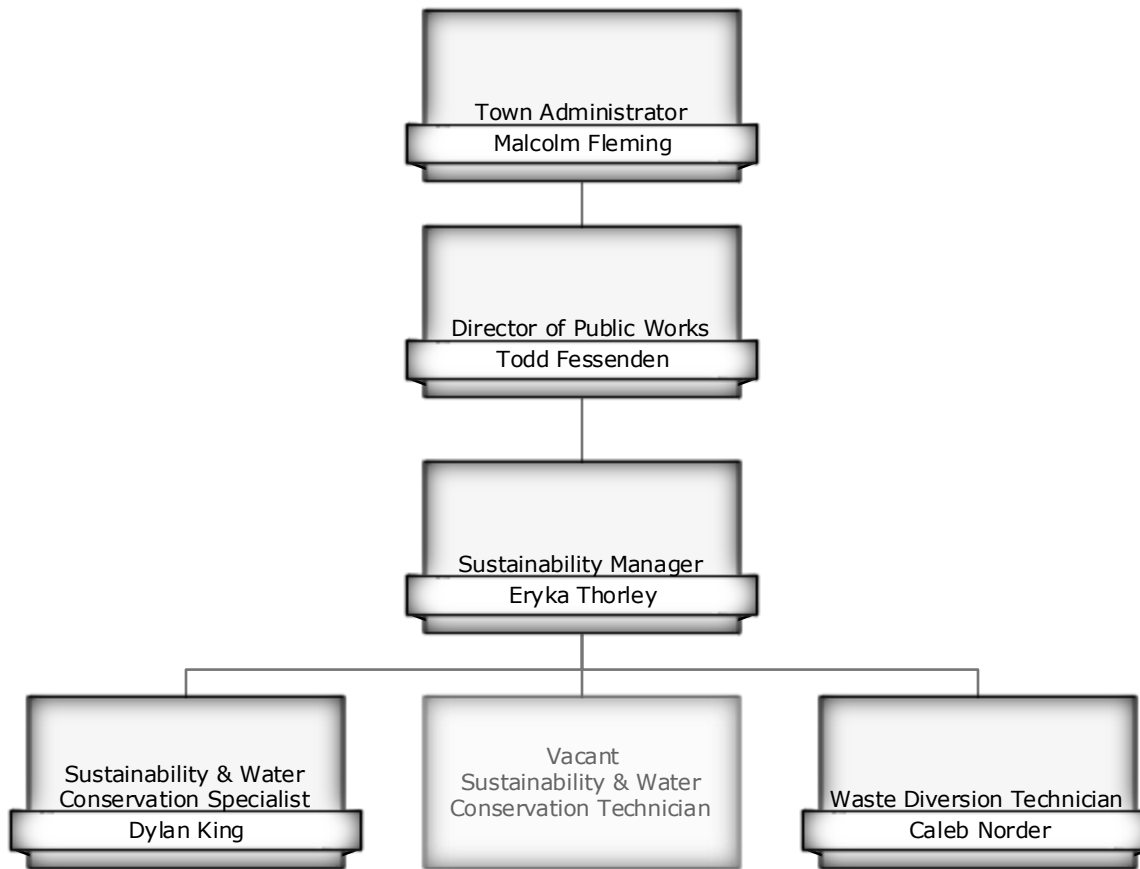 Town Administrator
Malcolm Fleming
Director of Public Works
Todd Fessenden
Sustainability Manager
Eryka Thorley
Sustainability & Water
Conservation Specialist
Dylan King
Vacant
Sustainability & Water
Conservation Technician
Waste Diversion Technician
Caleb Norder